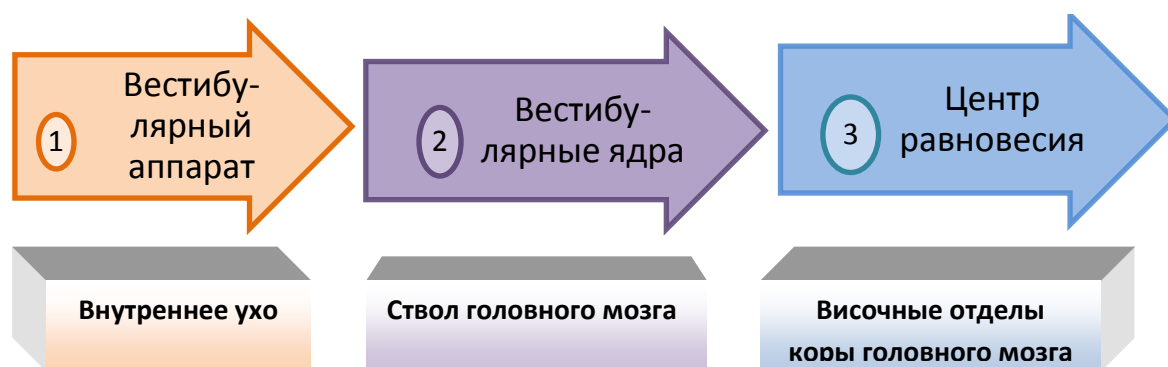 1
Вестибу-
лярный
аппарат
2
Вестибу-
лярные ядра
3
Центр
равновесия
Внутреннее ухо
Ствол головного мозга
Височные отделы
коры головного мозга